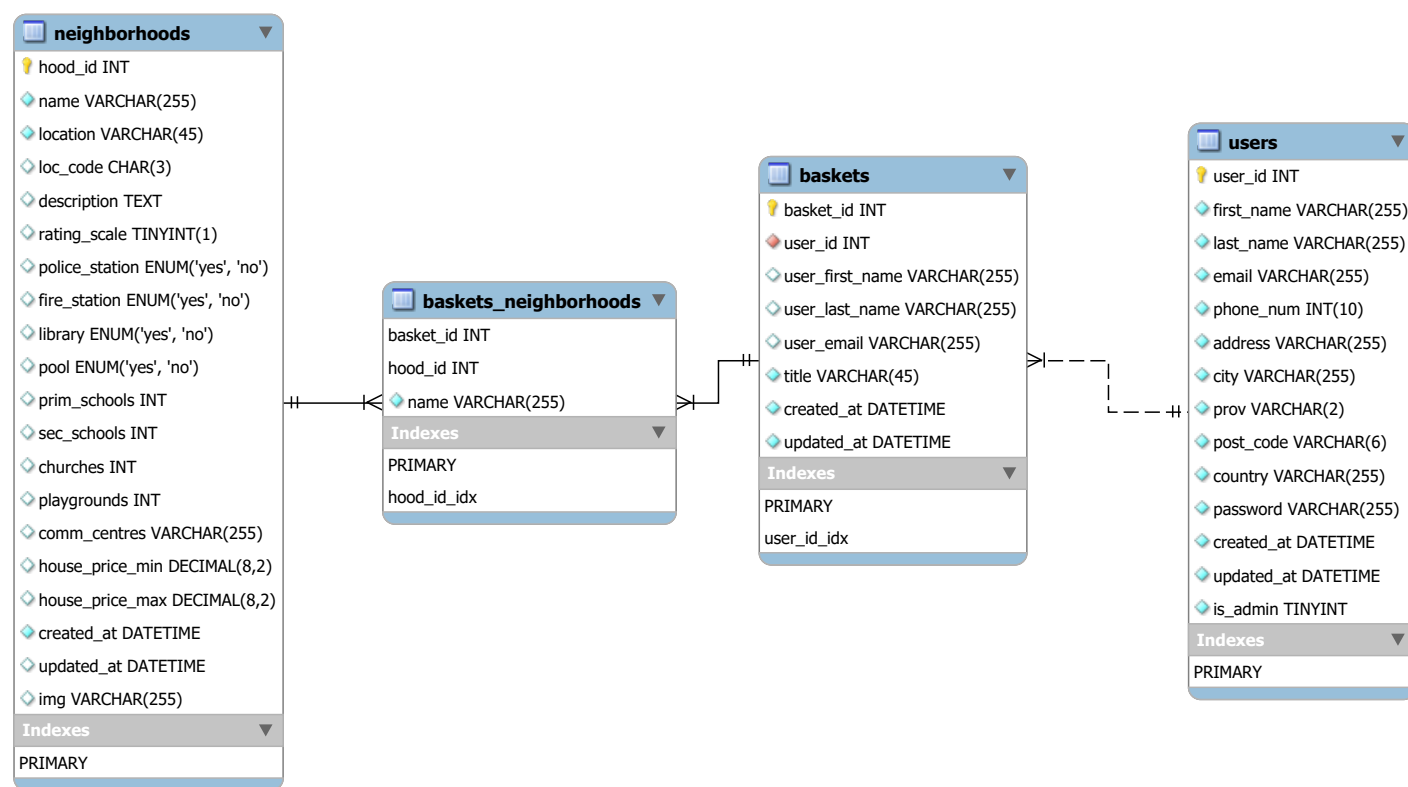 neighborhoods
hood_id INT
name VARCHAR(255)
location VARCHAR(45)
loc_code CHAR(3)
description TEXT
rating_scale TINYINT(1)
police_station ENUM('yes', 'no')
fire_station ENUM('yes', 'no')
library ENUM('yes', 'no')
pool ENUM('yes', 'no')
prim_schools INT
sec_schools INT
churches INT
playgrounds INT
comm_centres VARCHAR(255)
house_price_min DECIMAL(8,2)
house_price_max DECIMAL(8,2)
created_at DATETIME
updated_at DATETIME
img VARCHAR(255)
Indexes
PRIMARY
baskets_neighborhoods
basket_id INT
hood_id INT
name VARCHAR(255)
Indexes
PRIMARY
hood_id_idx
baskets
basket_id INT
user_id INT
user_first_name VARCHAR(255)
user_last_name VARCHAR(255)
user_email VARCHAR(255)
title VARCHAR(45)
created_at DATETIME
updated_at DATETIME
Indexes
PRIMARY
user_id_idx
users
user_id INT
first_name VARCHAR(255)
last_name VARCHAR(255)
email VARCHAR(255)
phone_num INT(10)
address VARCHAR(255)
city VARCHAR(255)
prov VARCHAR(2)
post_code VARCHAR(6)
country VARCHAR(255)
password VARCHAR(255)
created_at DATETIME
updated_at DATETIME
is_admin TINYINT
Indexes
PRIMARY